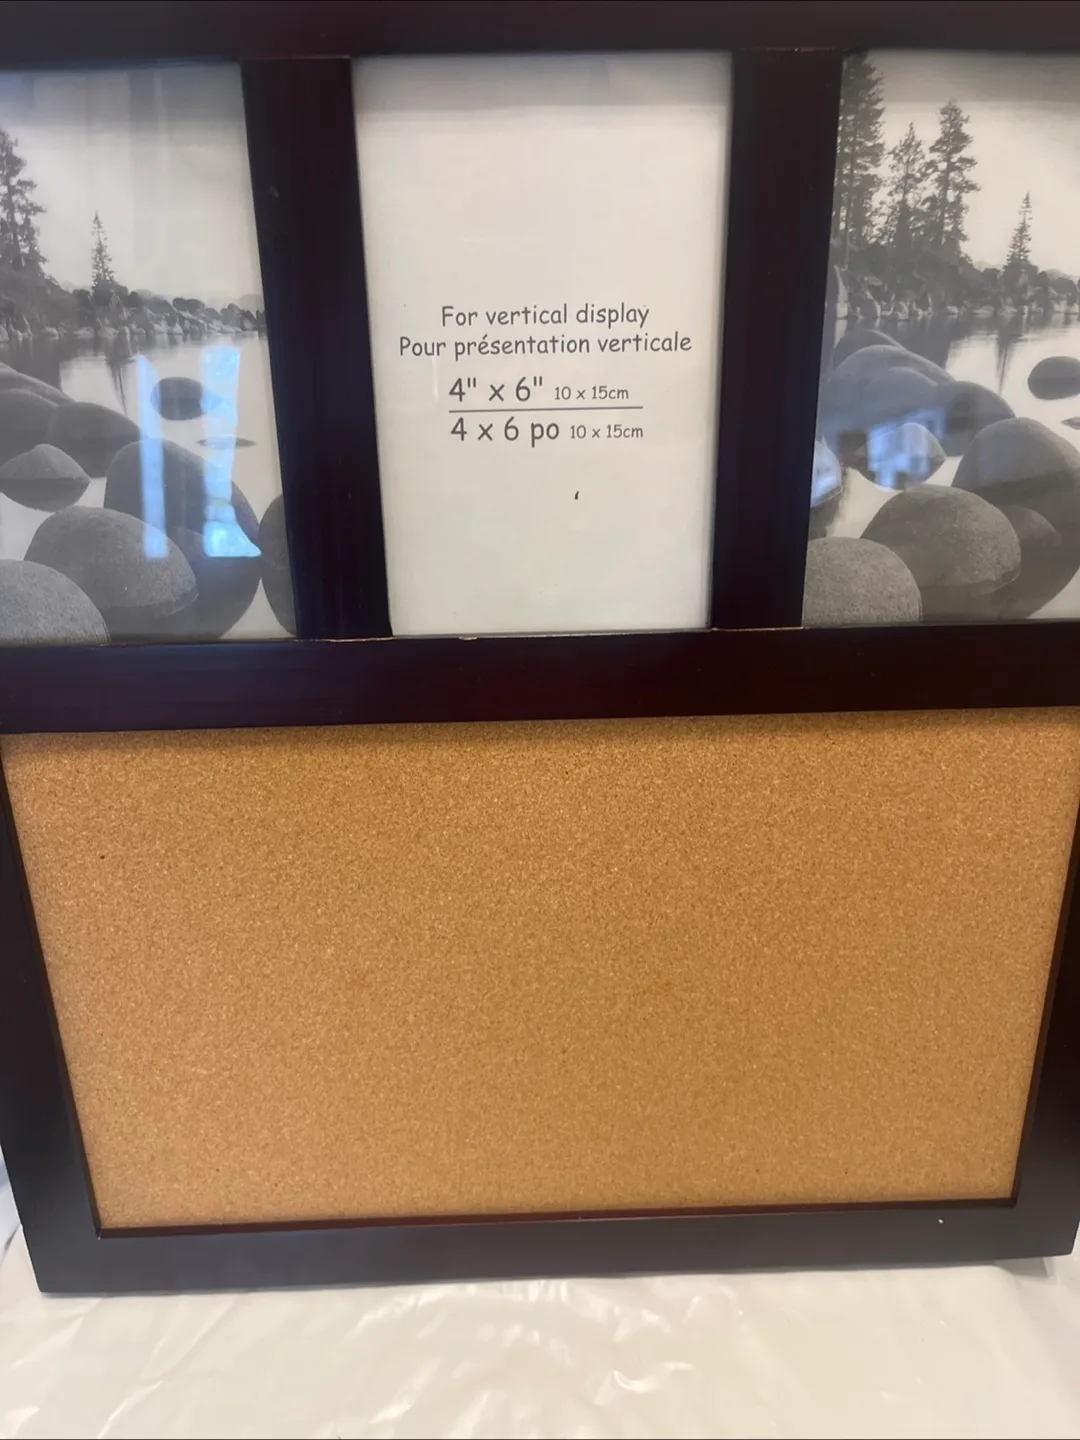 For vertical display
Pour présentation verticale
4" x 6" 10 x 15cm
4 x 6 po 10 x 15cm